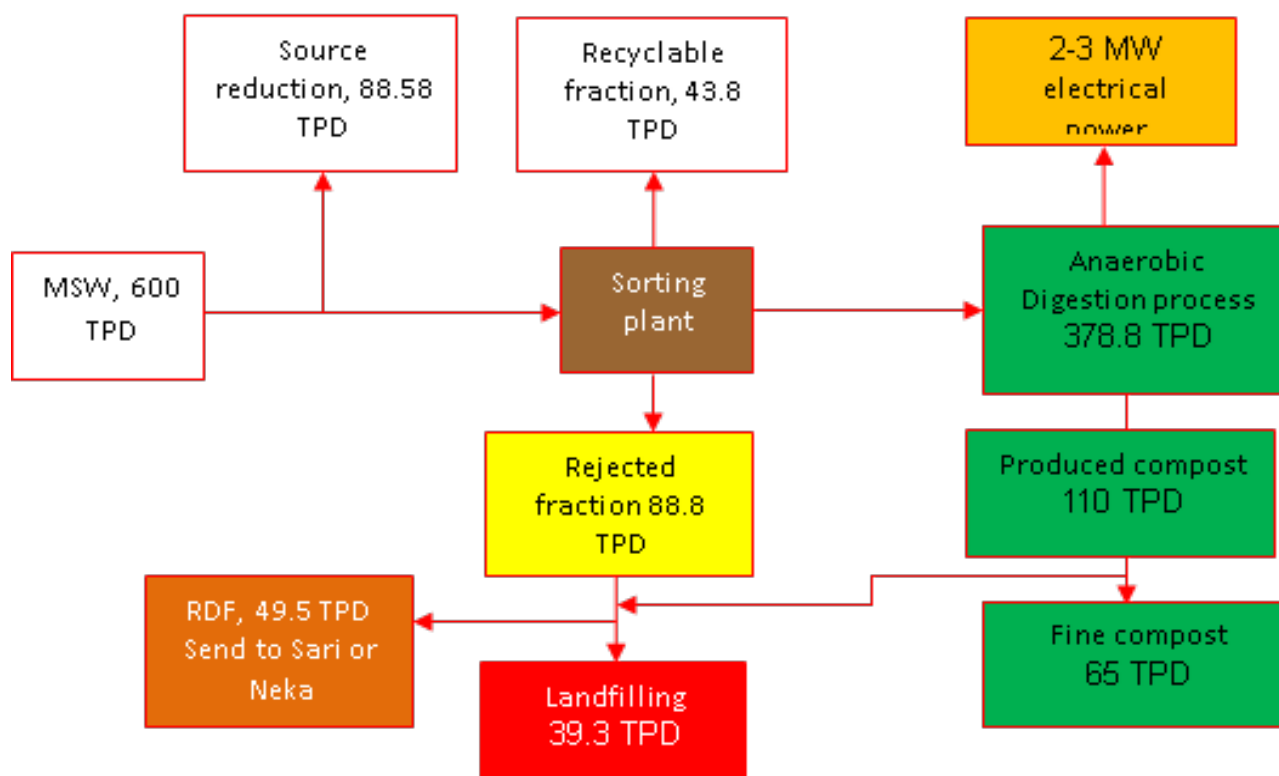 Source
reduction, 88.58
TPD
Recyclable
fraction, 43.8
TPD
2-3 MW
electrical
power
MSW, 600
TPD
Sorting
plant
Anaerobic
Digestion process
378.8 TPD
Rejected
fraction 88.8
TPD
Produced compost
110 TPD
RDF, 49.5 TPD
Send to Sari or
Neka
Landfilling
39.3 TPD
Fine compost
65 TPD